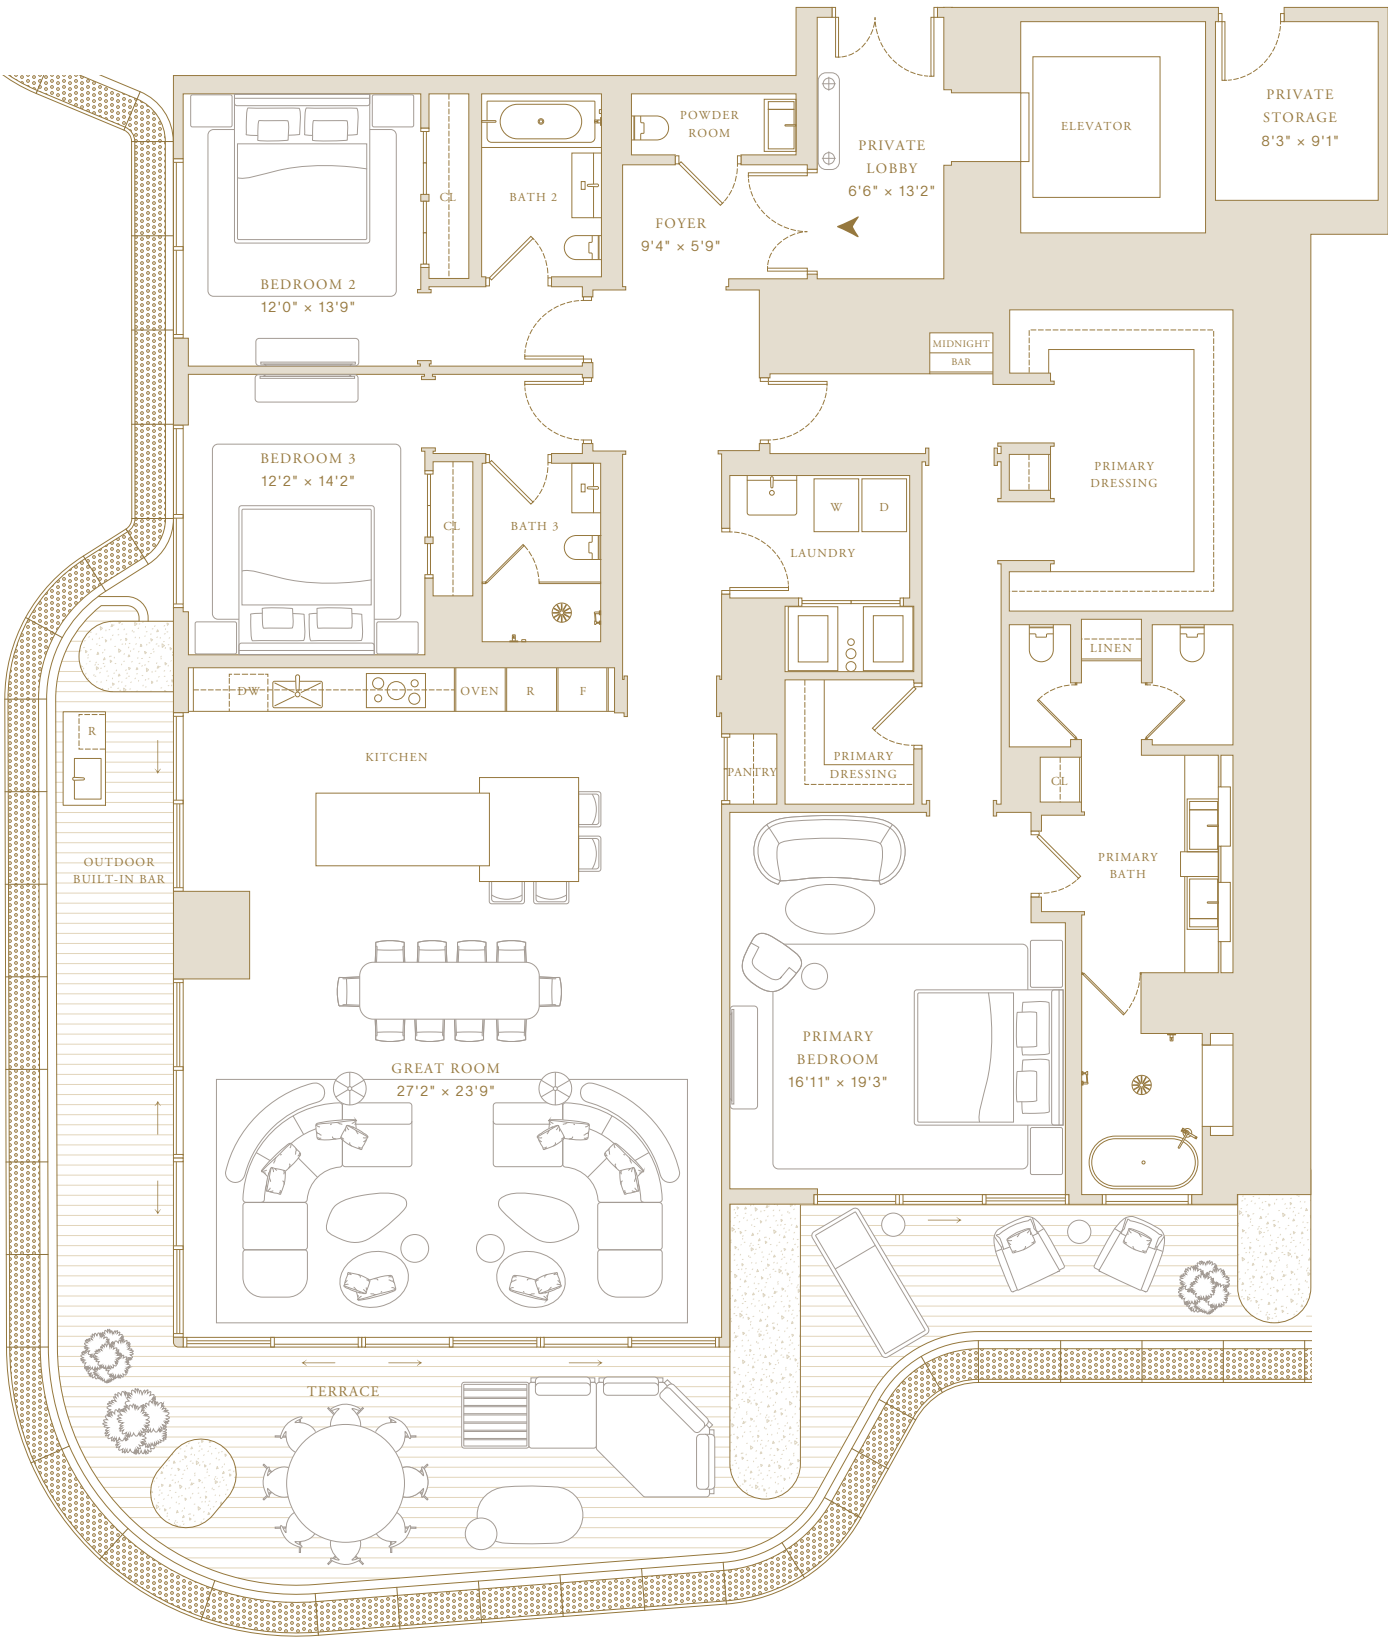 POWDER
ROOM
PRIVATE
LOBBY
6'6" × 13'2"
ELEVATOR
PRIVATE
STORAGE
8'3" × 9'1"
CL
BATH 2
FOYER
9'4" × 5'9"
BEDROOM 2
12'0" × 13'9"
MIDNIGHT
BAR
BEDROOM 3
12'2" × 14'2"
CL
BATH 3
W
D
LAUNDRY
PRIMARY
DRESSING
LINEN
DW
OVEN
R
F
R
KITCHEN
PANTRY
PRIMARY
DRESSING
CL
OUTDOOR
BUILT-IN BAR
PRIMARY
BATH
PRIMARY
BEDROOM
16'11" × 19'3"
GREAT ROOM
27'2" × 23'9"
TERRACE